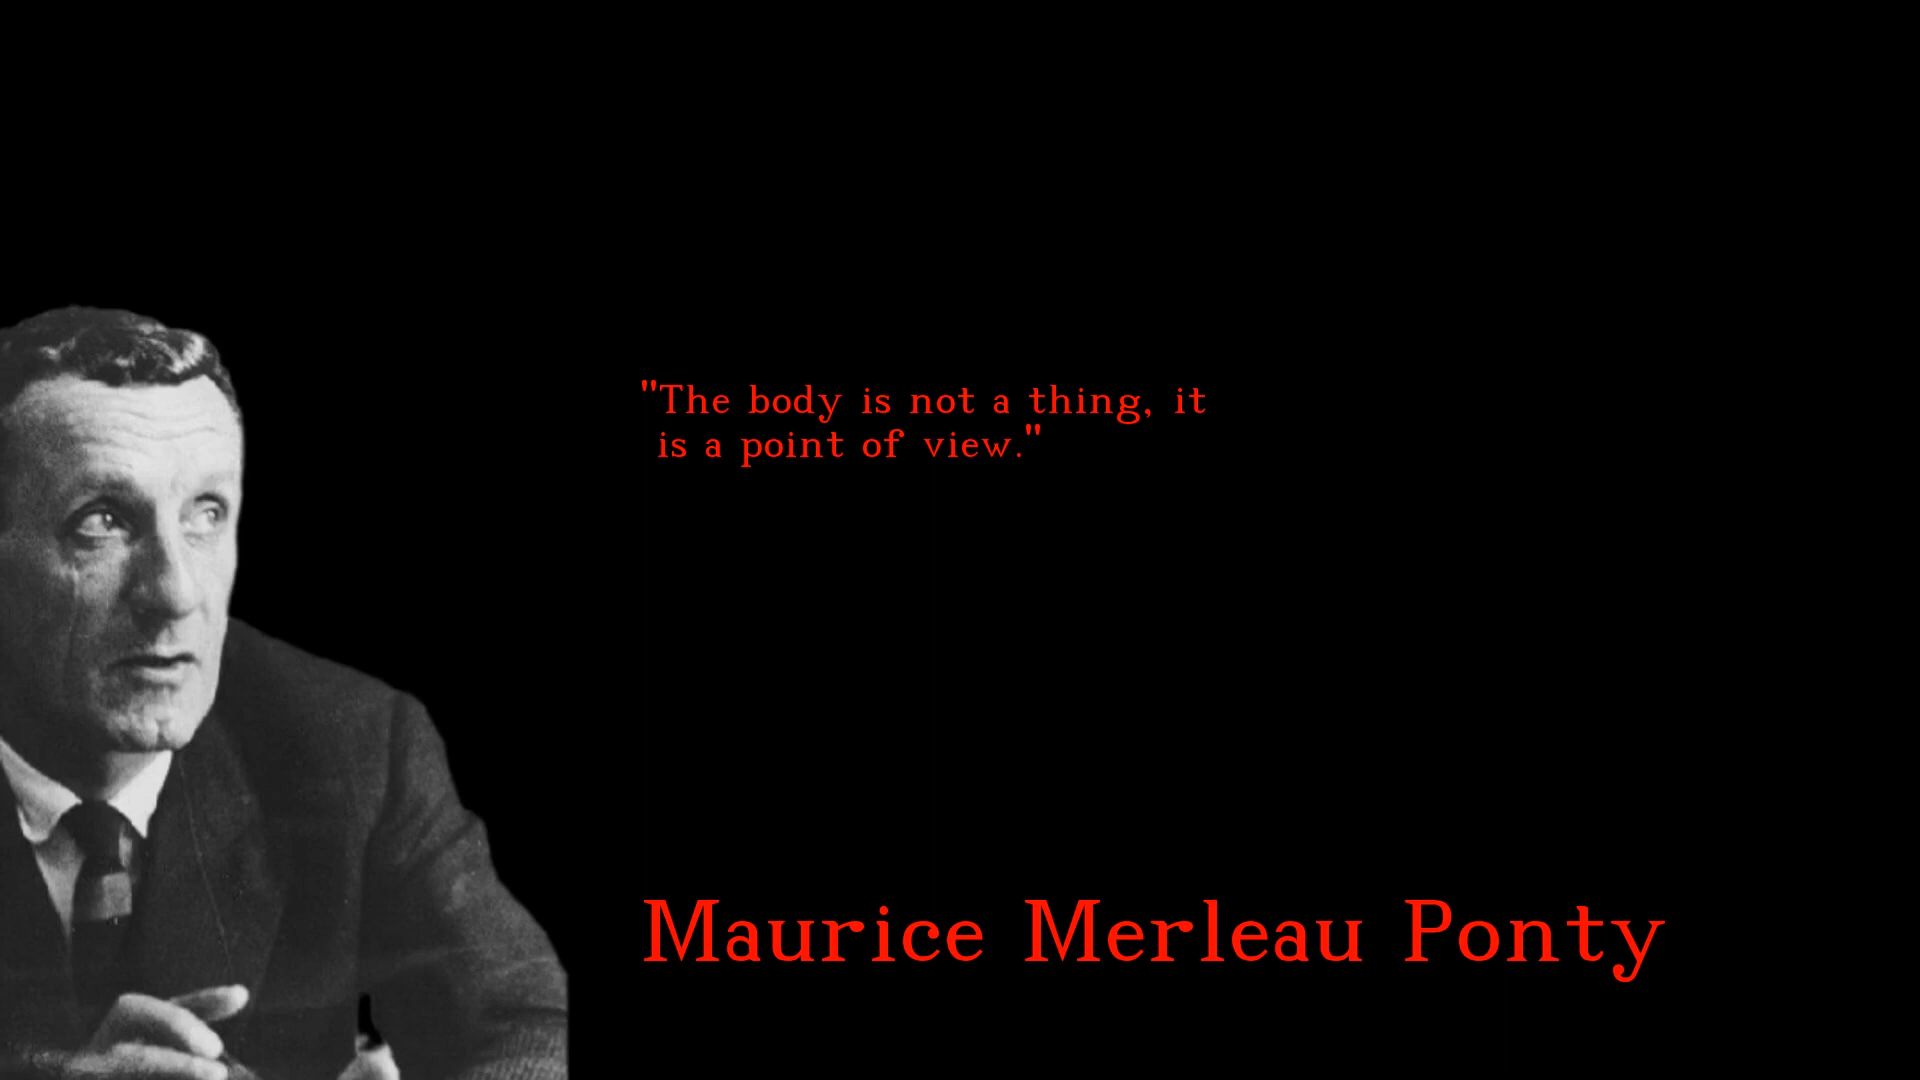 "The body is not a thing, it
is a point of view."
Maurice Merleau Ponty